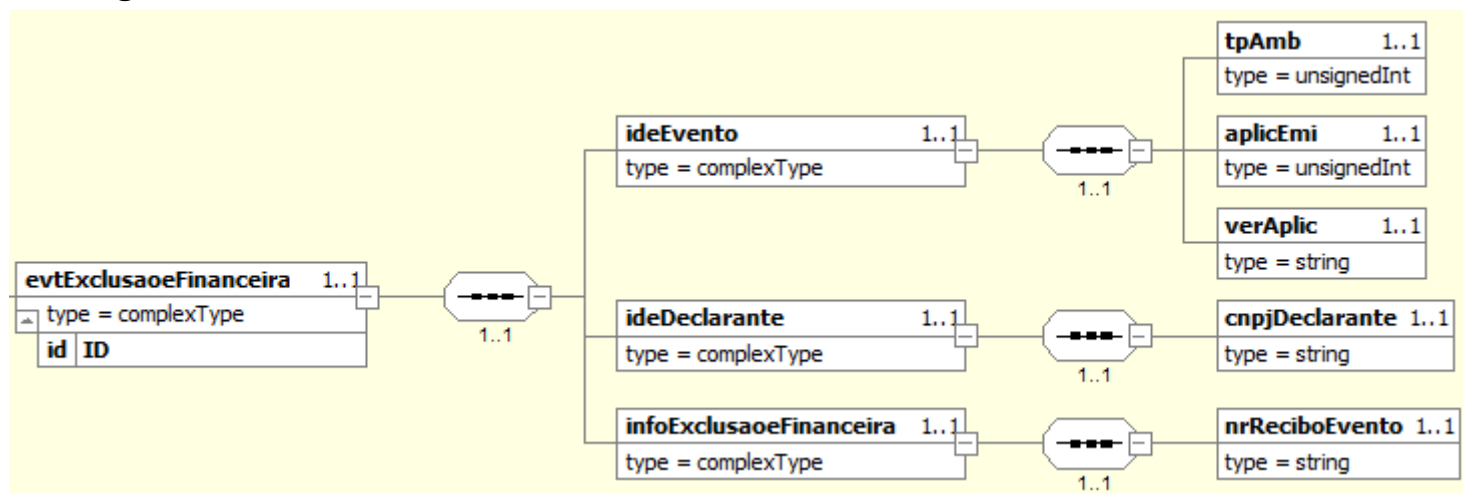 tpAmb 1..1
type = unsignedInt
ideEvento 1..1
type = complexType
1..1
aplicEmi 1..1
type = unsignedInt
verAplic 1..1
type = string
evtExclusaoeFinanceira 1..1
type = complexType
id ID
1..1
ideDeclarante 1..1
type = complexType
1..1
cnpjDeclarante 1..1
type = string
infoExclusaoeFinanceira 1..1
type = complexType
1..1
nrReciboEvento 1..1
type = string